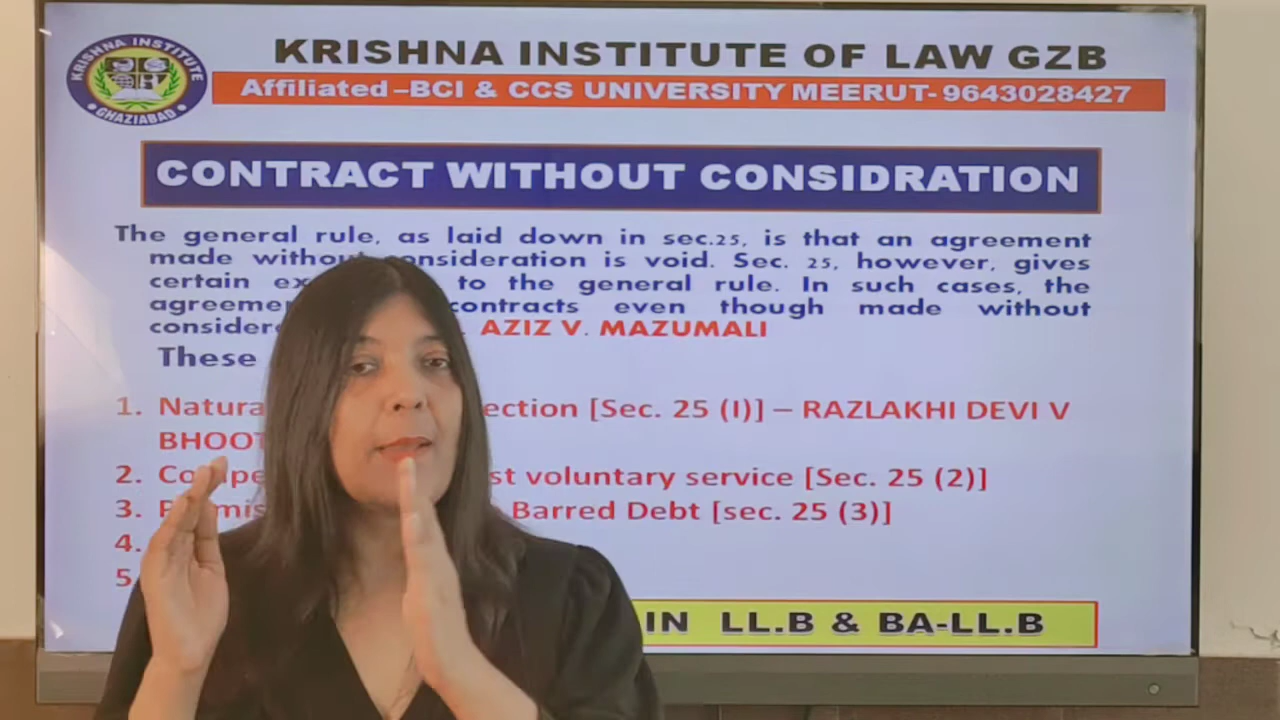 KRISHNA INSTITUTE OF LAW GZB
KRISHNA INSTITUTE
GHAZIABAD
Affiliated –BCI & CCS UNIVERSITY MEERUT- 9643028427
CONTRACT WITHOUT CONSIDRATION
The general rule, as laid down in sec.25, is that an agreement
made without consideration is void. Sec. 25, however, gives
certain to the general rule. In such cases, the
contracts even though made without
AZIZ V. MAZUMALI
These
1. [Sec. 25 (I)] – RAZLAKHI DEVI V
2. voluntary service [Sec. 25 (2)]
3. Barred Debt [sec. 25 (3)]
4.
5
IN LL.B & BA-LL.B